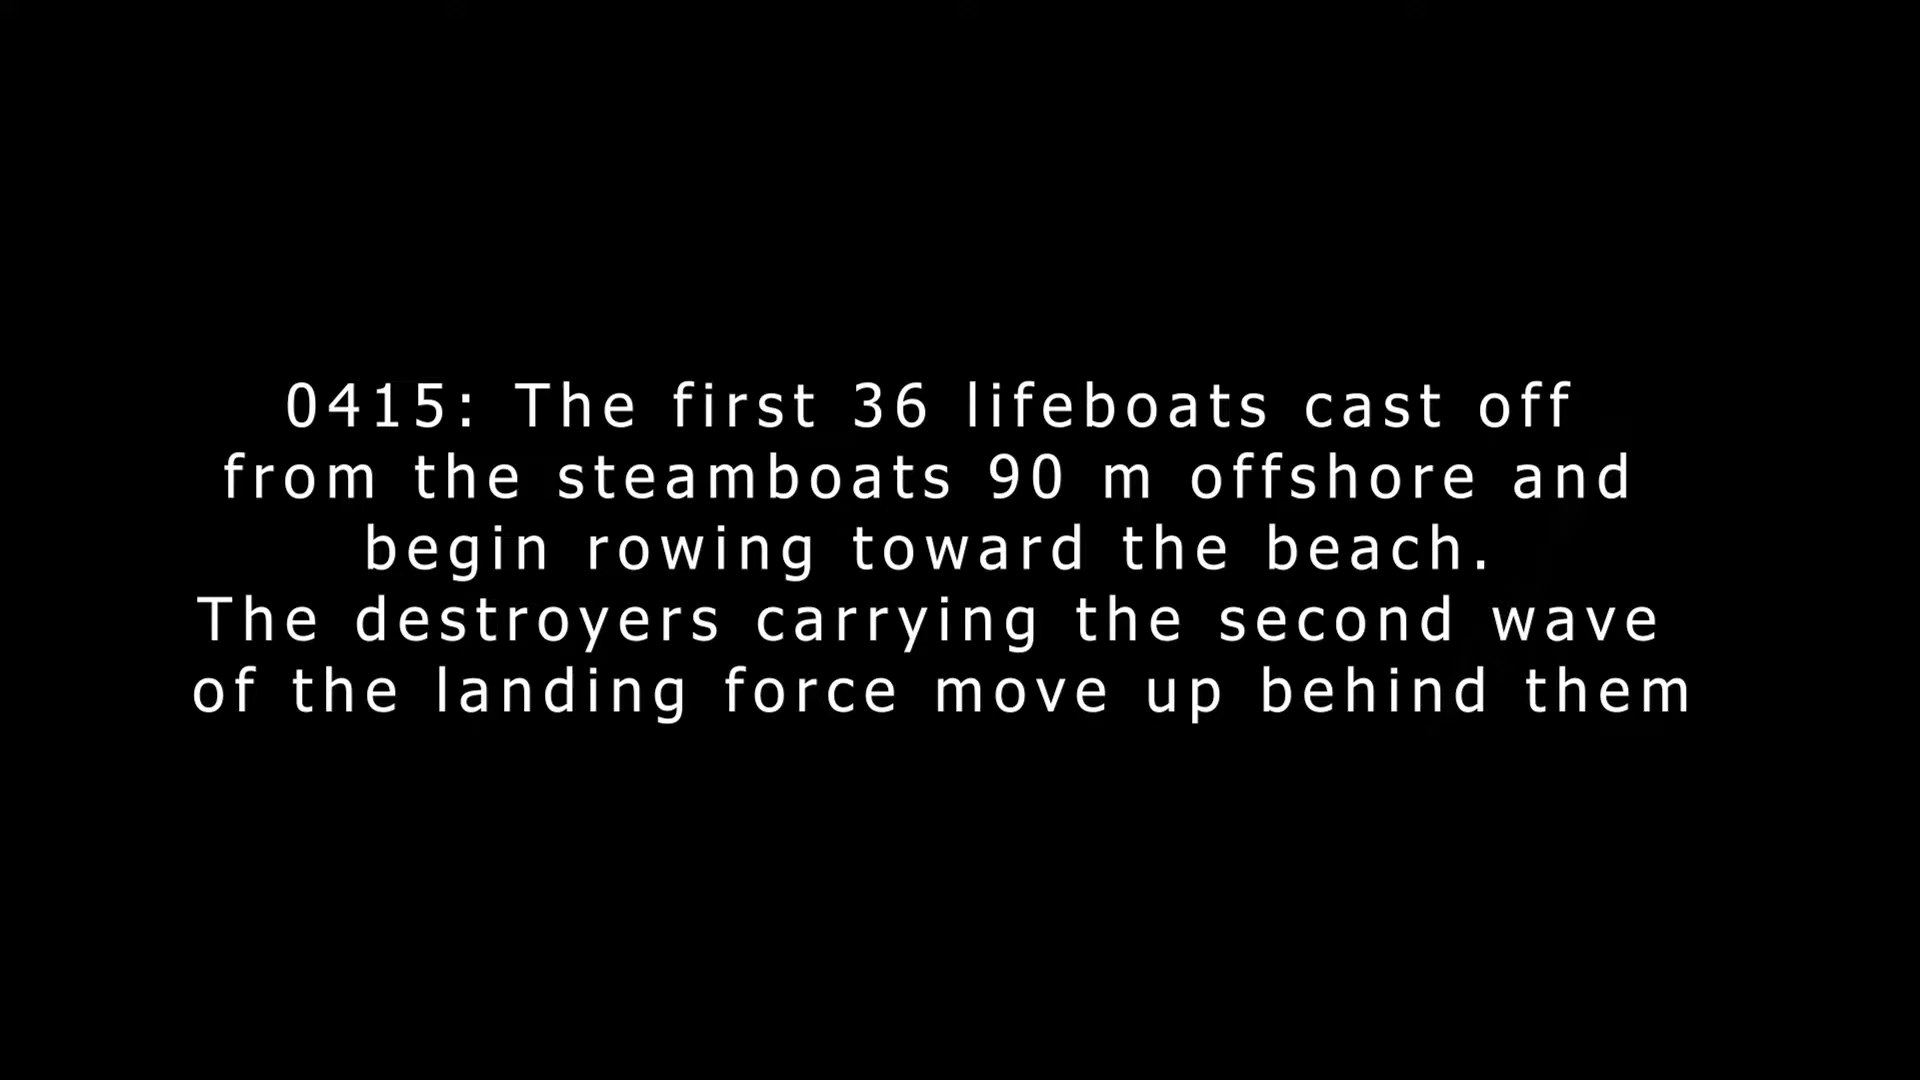 0415: The first 36 lifeboats cast off
from the steamboats 90 m offshore and
begin rowing toward the beach.
The destroyers carrying the second wave
of the landing force move up behind them